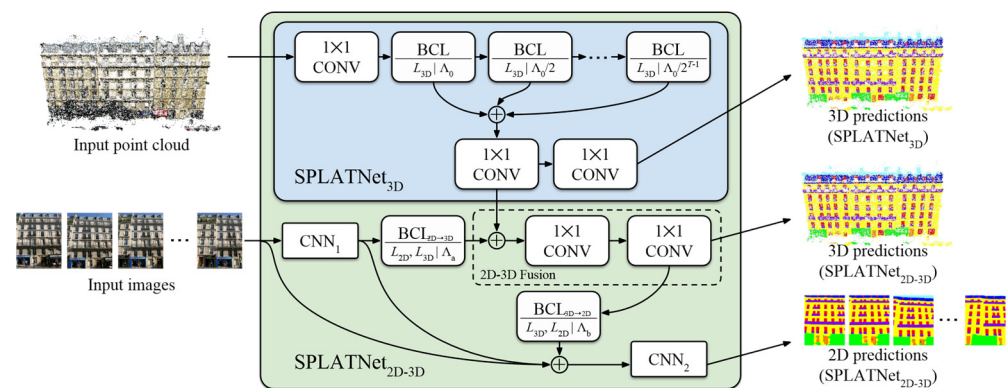 1×1
CONV
BCL
L3D | Λ0
BCL
L3D | Λ0/2
BCL
L3D | Λ0/2T-1
Input point cloud
1×1
CONV
1×1
CONV
SPLATNet3D
3D predictions
(SPLATNet3D)
CNN1
BCL2D→3D
L2D, L3D | Λa
1×1
CONV
1×1
CONV
2D-3D Fusion
Input images
3D predictions
(SPLATNet2D-3D)
BCL3D→2D
L3D, L2D | Λb
SPLATNet2D-3D
CNN2
2D predictions
(SPLATNet2D-3D)